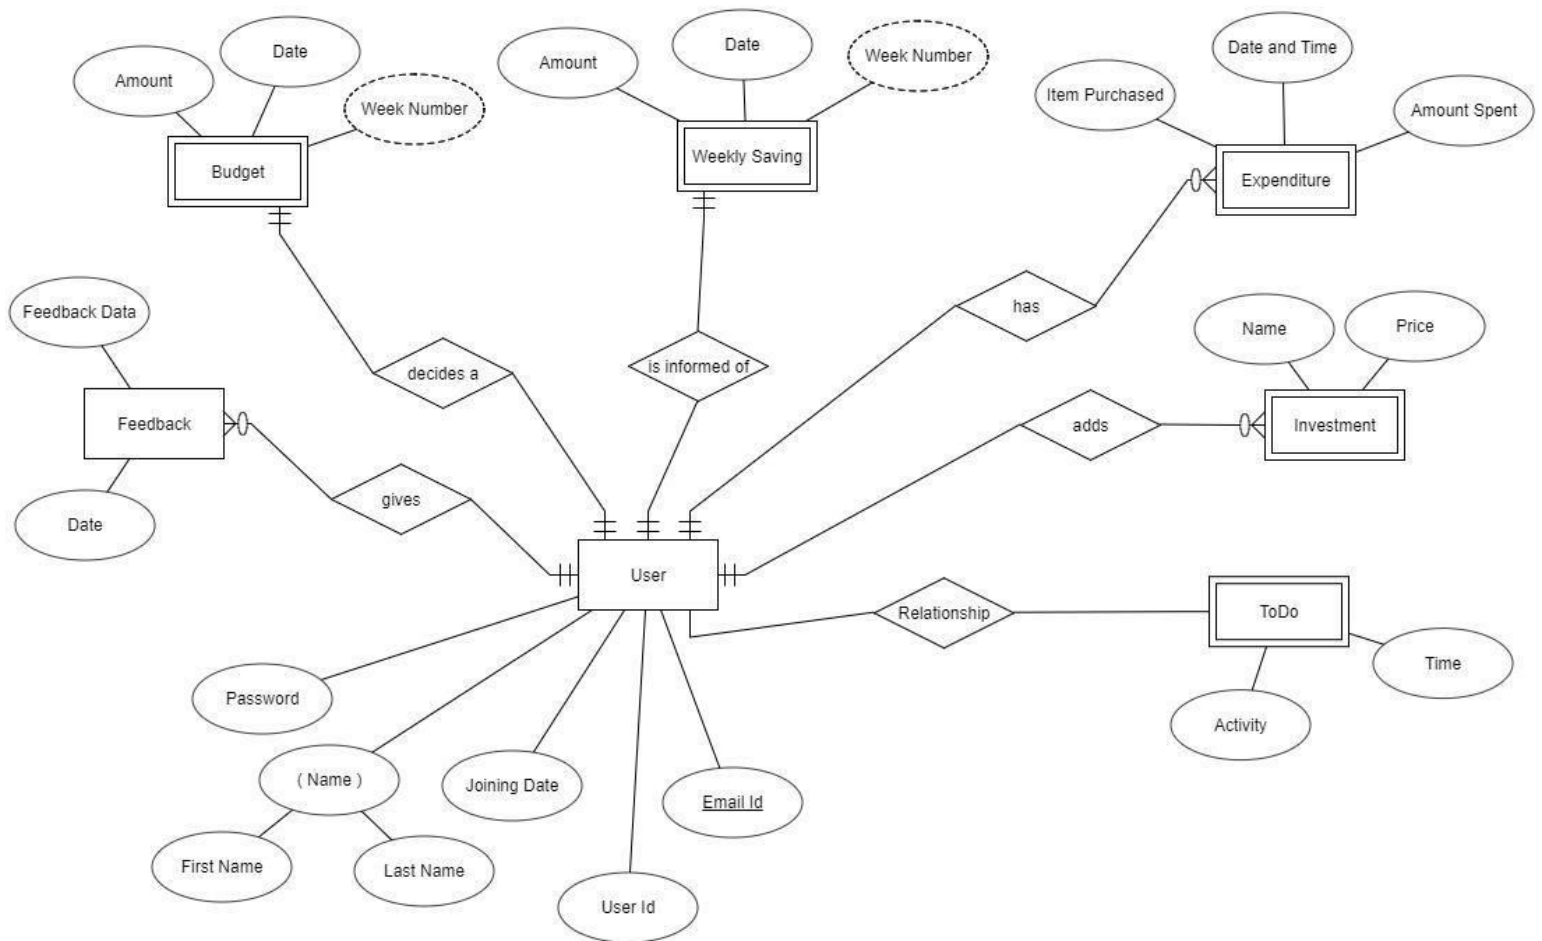 Date
Amount
Week Number
Budget
Date
Amount
Week Number
Weekly Saving
Date and Time
Item Purchased
Amount Spent
Expenditure
Feedback Data
Feedback
Date
decides a
is informed of
has
Name
Price
adds
Investment
gives
User
Relationship
ToDo
Time
Activity
Password
( Name )
First Name
Last Name
Joining Date
User Id
Email Id